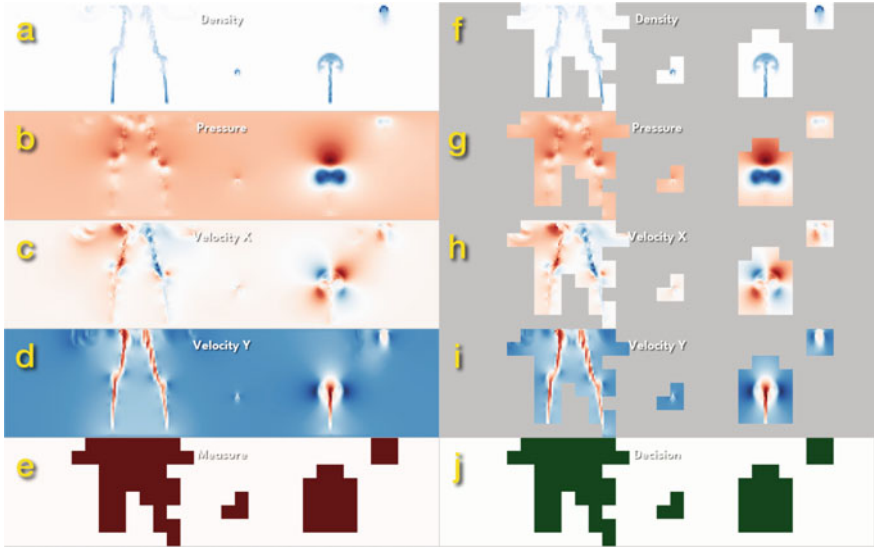 a Density
b Pressure
c Velocity X
d Velocity Y
e Measure
f Density
g Pressure
h Velocity X
i Velocity Y
j Decision